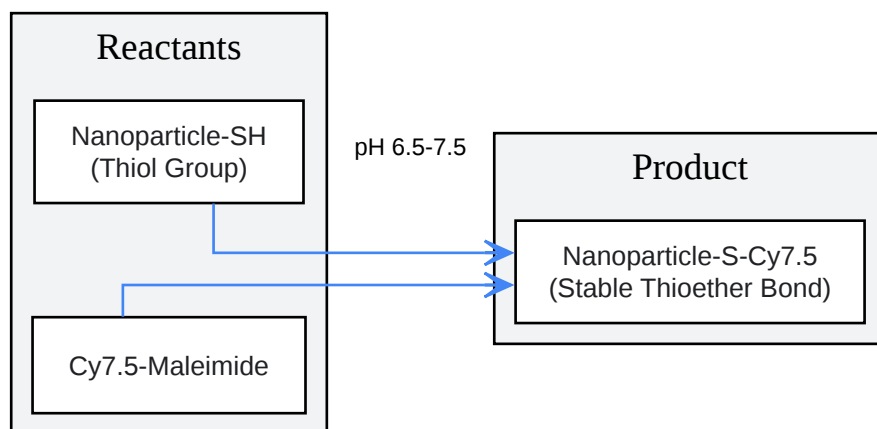 Reactants
Nanoparticle-SH
(Thiol Group)
Cy7.5-Maleimide
pH 6.5-7.5
Product
Nanoparticle-S-Cy7.5
(Stable Thioether Bond)